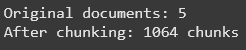 Original documents: 5
After chunking: 1064 chunks